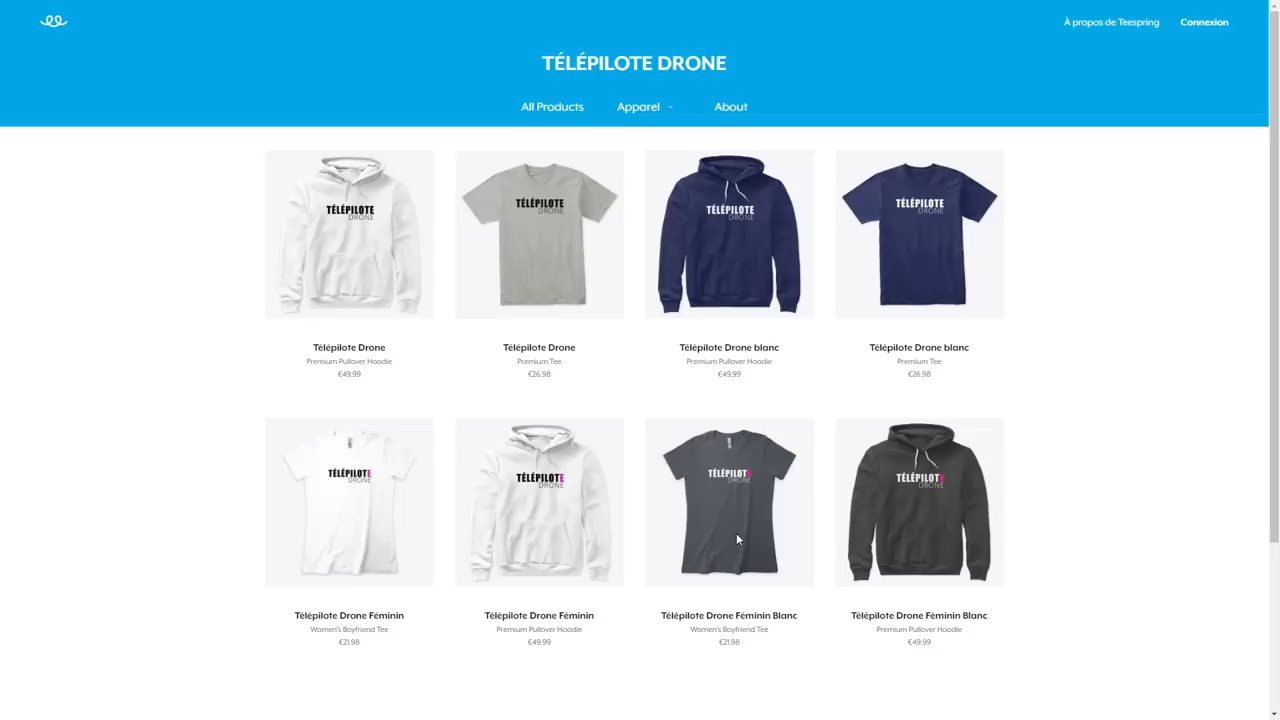 À propos de Teespring
Connexion
TÉLÉPILOTE DRONE
All Products
Apparel
About
TÉLÉPILOTE
DRONE
TÉLÉPILOTE
DRONE
TÉLÉPILOTE
DRONE
TÉLÉPILOTE
DRONE
Télépilote Drone
Premium Pullover Hoodie
€49.99
Télépilote Drone
Premium Tee
€26.98
Télépilote Drone blanc
Premium Pullover Hoodie
€49.99
Télépilote Drone blanc
Premium Tee
€26.98
TÉLÉPILOTE
DRONE
TÉLÉPILOTE
DRONE
TÉLÉPILOTE
DRONE
TÉLÉPILOTE
DRONE
Télépilote Drone Féminin
Women's Boyfriend Tee
€21.98
Télépilote Drone Féminin
Premium Pullover Hoodie
€49.99
Télépilote Drone Féminin Blanc
Women's Boyfriend Tee
€21.98
Télépilote Drone Féminin Blanc
Premium Pullover Hoodie
€49.99